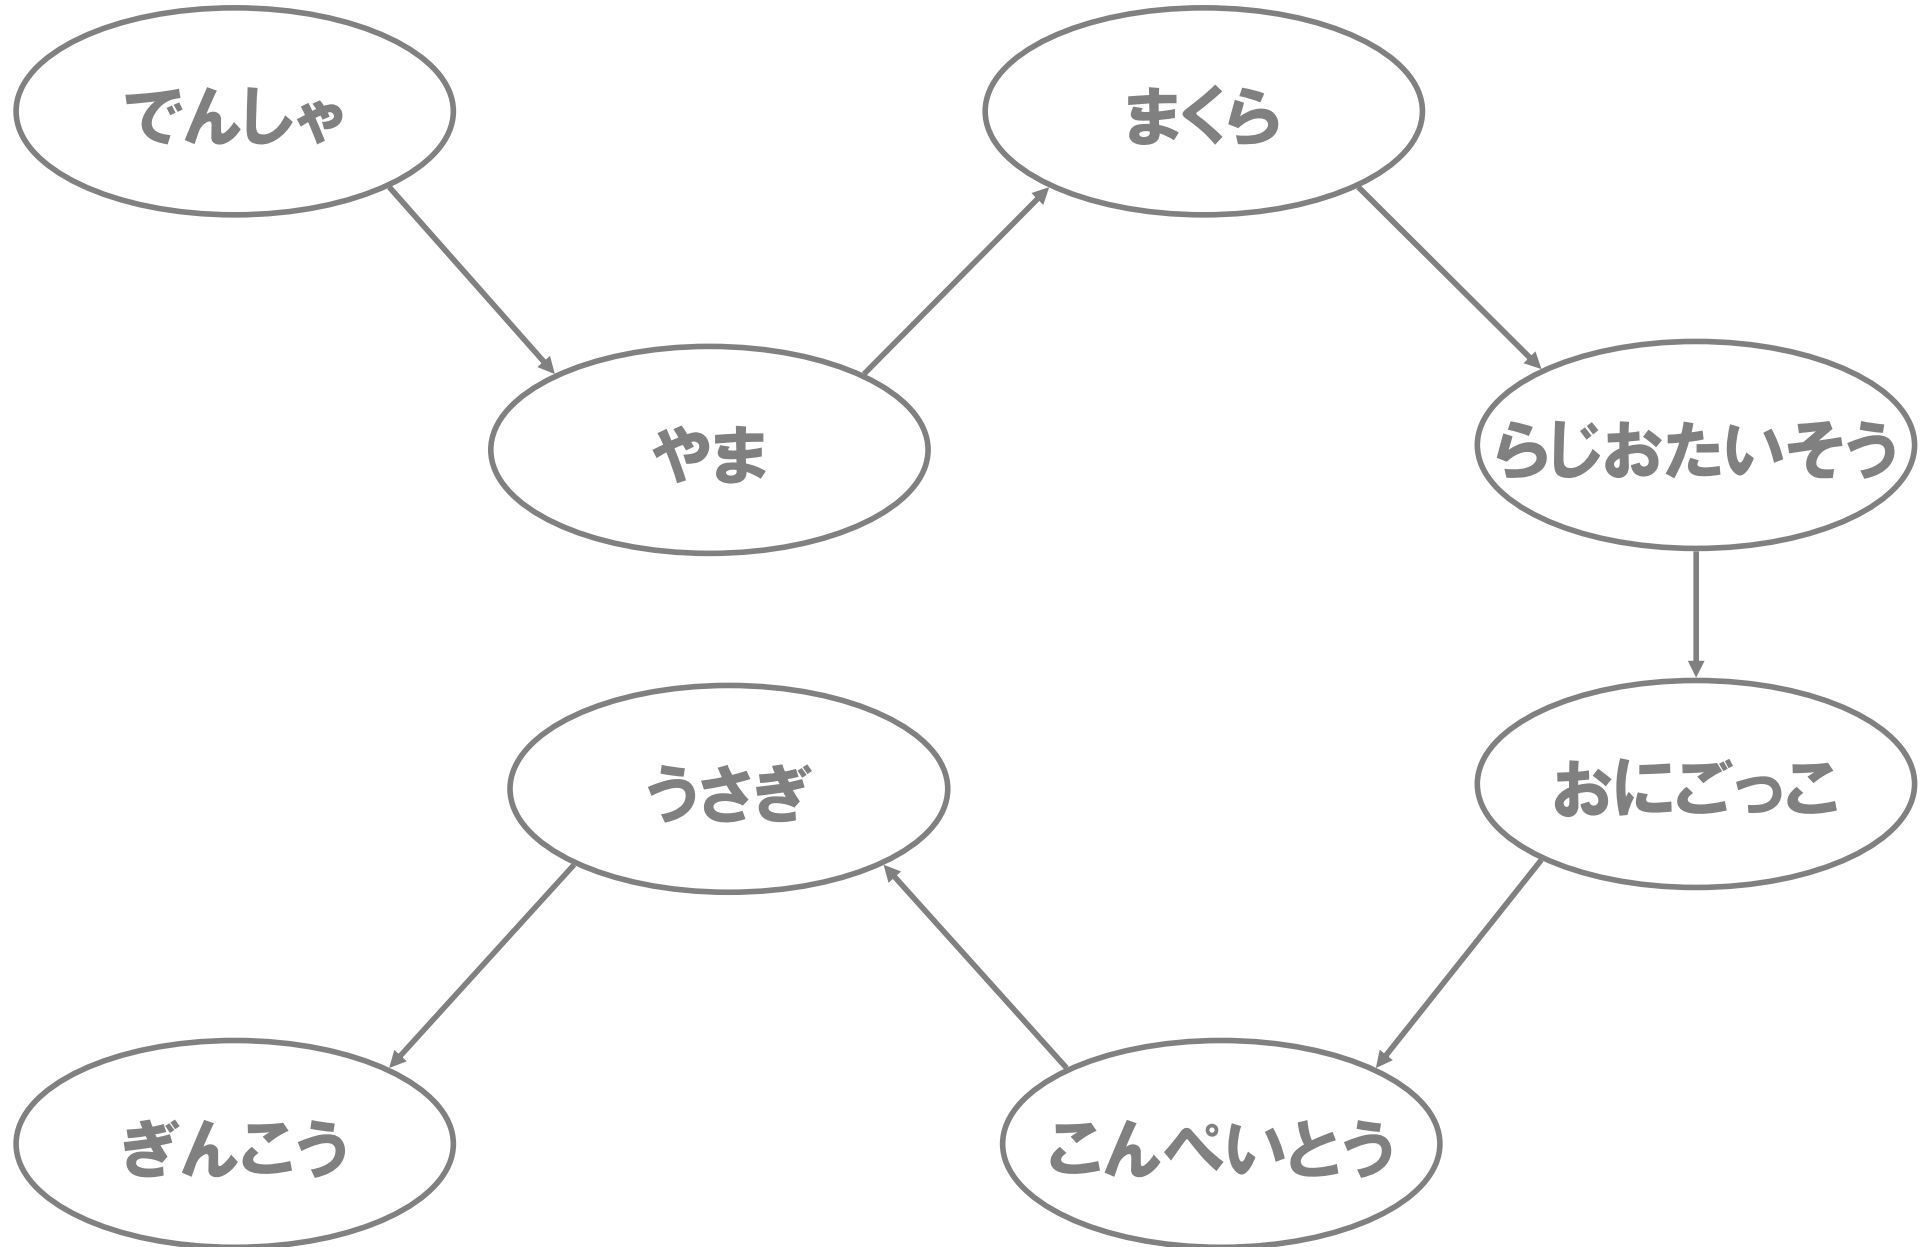 でんしゃ
やま
まくら
らじおたいそう
おにごっこ
こんぺいとう
うさぎ
ぎんこう